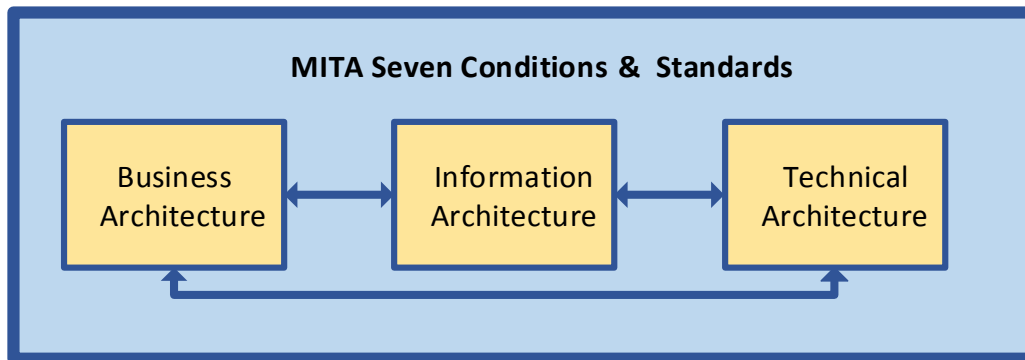 MITA Seven Conditions & Standards
Business
Architecture
Information
Architecture
Technical
Architecture